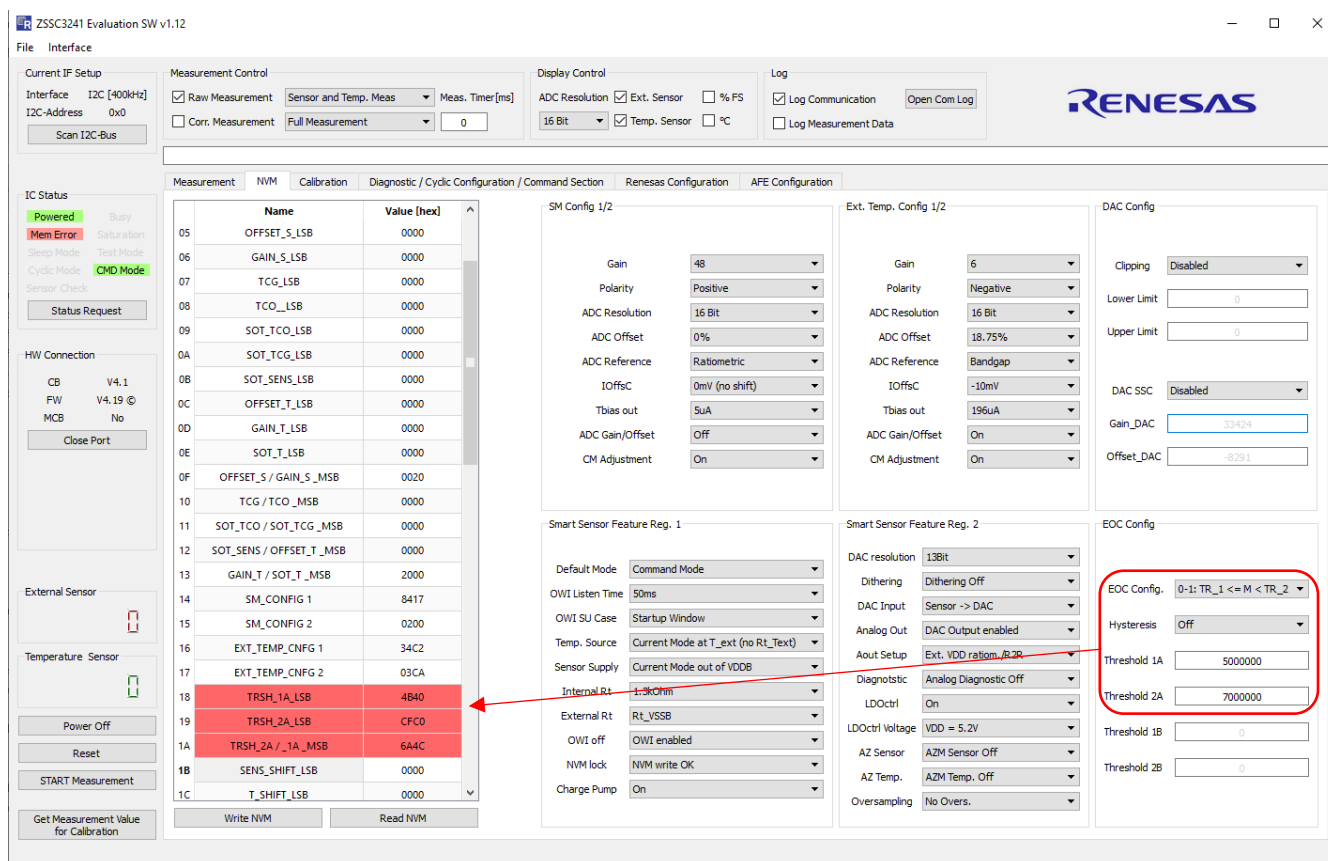 ZSSC3241 Evaluation SW v1.12
File Interface
Current IF Setup
Interface I2C [400kHz]
I2C-Address 0x0
Scan I2C-Bus
Measurement Control
Raw Measurement Sensor and Temp. Meas Meas. Timer[ms]
Corr. Measurement Full Measurement 0
Display Control
ADC Resolution Ext. Sensor % FS
16 Bit Temp. Sensor °C
Log
Log Communication Open Com Log
Log Measurement Data
RENESAS
IC Status
Powered Busy
Mem Error Saturation
Sleep Mode Test Mode
Cyclic Mode CMD Mode
Sensor Check
Status Request
HW Connection
CB V4.1
FW V4.19 ©
MCB No
Close Port
External Sensor
0
Temperature Sensor
0
Power Off
Reset
START Measurement
Get Measurement Value
for Calibration
Measurement NVM Calibration Diagnostic / Cyclic Configuration / Command Section Renesas Configuration AFE Configuration
Name Value [hex]
05 OFFSET_S_LSB 0000
06 GAIN_S_LSB 0000
07 TCG_LSB 0000
08 TCO__LSB 0000
09 SOT_TCO_LSB 0000
0A SOT_TCG_LSB 0000
0B SOT_SENS_LSB 0000
0C OFFSET_T_LSB 0000
0D GAIN_T_LSB 0000
0E SOT_T_LSB 0000
0F OFFSET_S / GAIN_S _MSB 0020
10 TCG / TCO _MSB 0000
11 SOT_TCO / SOT_TCG _MSB 0000
12 SOT_SENS / OFFSET_T _MSB 0000
13 GAIN_T / SOT_T _MSB 2000
14 SM_CONFIG 1 8417
15 SM_CONFIG 2 0200
16 EXT_TEMP_CNFG 1 34C2
17 EXT_TEMP_CNFG 2 03CA
18 TRSH_1A_LSB 4B40
19 TRSH_2A_LSB CFC0
1A TRSH_2A /_1A _MSB 6A4C
1B SENS_SHIFT_LSB 0000
1C T_SHIFT_LSB 0000
Write NVM Read NVM
SM Config 1/2
Gain 48
Polarity Positive
ADC Resolution 16 Bit
ADC Offset 0%
ADC Reference Ratiometric
IOffsC 0mV (no shift)
Tbias out 5uA
ADC Gain/Offset Off
CM Adjustment On
Ext. Temp. Config 1/2
Gain 6
Polarity Negative
ADC Resolution 16 Bit
ADC Offset 18.75%
ADC Reference Bandgap
IOffsC -10mV
Tbias out 196uA
ADC Gain/Offset On
CM Adjustment On
DAC Config
Clipping Disabled
Lower Limit 0
Upper Limit 0
DAC SSC Disabled
Gain_DAC 33424
Offset_DAC -8291
Smart Sensor Feature Reg. 1
Default Mode Command Mode
OWI Listen Time 50ms
OWI SU Case Startup Window
Temp. Source Current Mode at T_ext (no Rt_Text)
Sensor Supply Current Mode out of VDDB
Internal Rt 1.3kOhm
External Rt Rt_VSSB
OWI off OWI enabled
NVM lock NVM write OK
Charge Pump On
Smart Sensor Feature Reg. 2
DAC resolution 13Bit
Dithering Dithering Off
DAC Input Sensor -> DAC
Analog Out DAC Output enabled
Aout Setup Ext. VDD ratiom./R2R
Diagnotstic Analog Diagnostic Off
LDOctrl On
LDOctrl Voltage VDD = 5.2V
AZ Sensor AZM Sensor Off
AZ Temp. AZM Temp. Off
Oversampling No Overs.
EOC Config
EOC Config. 0-1: TR_1 <= M < TR_2
Hysteresis Off
Threshold 1A 5000000
Threshold 2A 7000000
Threshold 1B 0
Threshold 2B 0